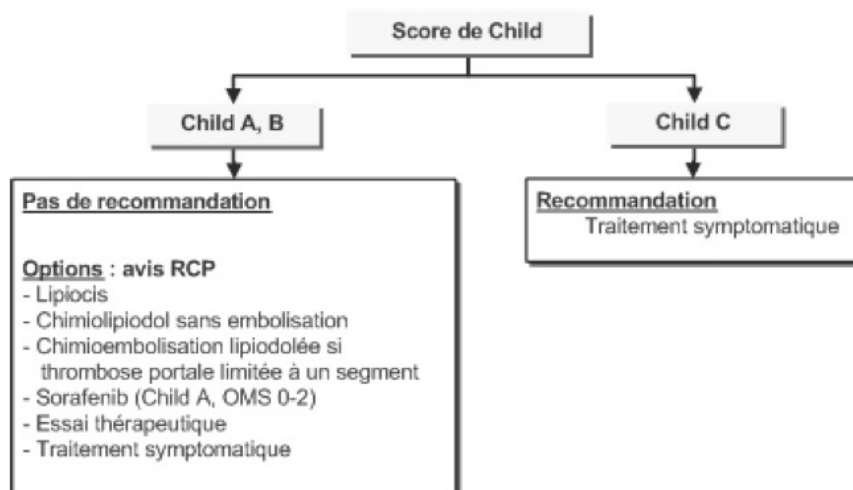 Score de Child
Child A, B
Child C
Pas de recommandation
Options : avis RCP
- Lipiocis
- Chimiolipiodol sans embolisation
- Chimioembolisation lipiodolée si
thrombose portale limitée à un segment
- Sorafenib (Child A, OMS 0-2)
- Essai thérapeutique
- Traitement symptomatique
Recommandation
Traitement symptomatique